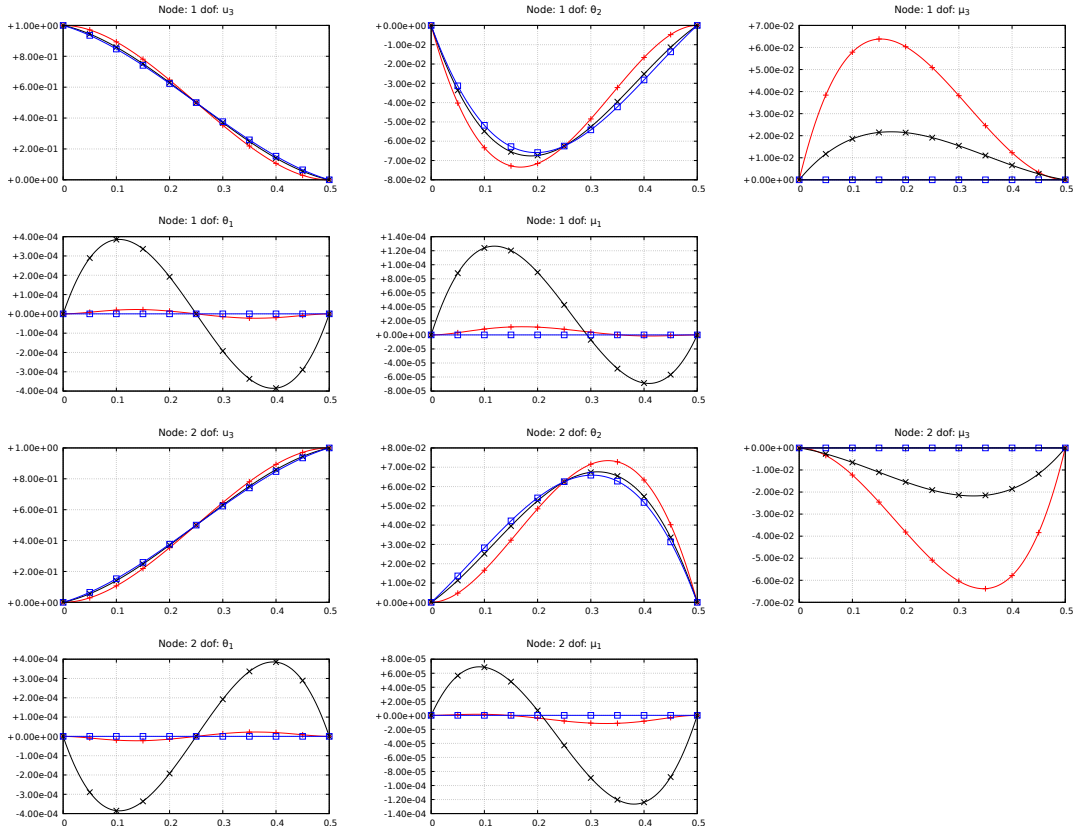 Node: 1 dof: u₃
+1.00e+00
+8.00e-01
+6.00e-01
+4.00e-01
+2.00e-01
+0.00e+00
0 0.1 0.2 0.3 0.4 0.5
Node: 1 dof: θ₂
+0.00e+00
-1.00e-02
-2.00e-02
-3.00e-02
-4.00e-02
-5.00e-02
-6.00e-02
-7.00e-02
-8.00e-02
0 0.1 0.2 0.3 0.4 0.5
Node: 1 dof: μ₃
+7.00e-02
+6.00e-02
+5.00e-02
+4.00e-02
+3.00e-02
+2.00e-02
+1.00e-02
+0.00e+00
0 0.1 0.2 0.3 0.4 0.5
Node: 1 dof: θ₁
+4.00e-04
+3.00e-04
+2.00e-04
+1.00e-04
+0.00e+00
-1.00e-04
-2.00e-04
-3.00e-04
-4.00e-04
0 0.1 0.2 0.3 0.4 0.5
Node: 1 dof: μ₁
+1.40e-04
+1.20e-04
+1.00e-04
+8.00e-05
+6.00e-05
+4.00e-05
+2.00e-05
+0.00e+00
-2.00e-05
-4.00e-05
-6.00e-05
-8.00e-05
0 0.1 0.2 0.3 0.4 0.5
Node: 2 dof: u₃
+1.00e+00
+8.00e-01
+6.00e-01
+4.00e-01
+2.00e-01
+0.00e+00
0 0.1 0.2 0.3 0.4 0.5
Node: 2 dof: θ₂
+8.00e-02
+7.00e-02
+6.00e-02
+5.00e-02
+4.00e-02
+3.00e-02
+2.00e-02
+1.00e-02
+0.00e+00
0 0.1 0.2 0.3 0.4 0.5
Node: 2 dof: μ₃
+0.00e+00
-1.00e-02
-2.00e-02
-3.00e-02
-4.00e-02
-5.00e-02
-6.00e-02
-7.00e-02
0 0.1 0.2 0.3 0.4 0.5
Node: 2 dof: θ₁
+4.00e-04
+3.00e-04
+2.00e-04
+1.00e-04
+0.00e+00
-1.00e-04
-2.00e-04
-3.00e-04
-4.00e-04
0 0.1 0.2 0.3 0.4 0.5
Node: 2 dof: μ₁
+8.00e-05
+6.00e-05
+4.00e-05
+2.00e-05
+0.00e+00
-2.00e-05
-4.00e-05
-6.00e-05
-8.00e-05
-1.00e-04
-1.20e-04
-1.40e-04
0 0.1 0.2 0.3 0.4 0.5